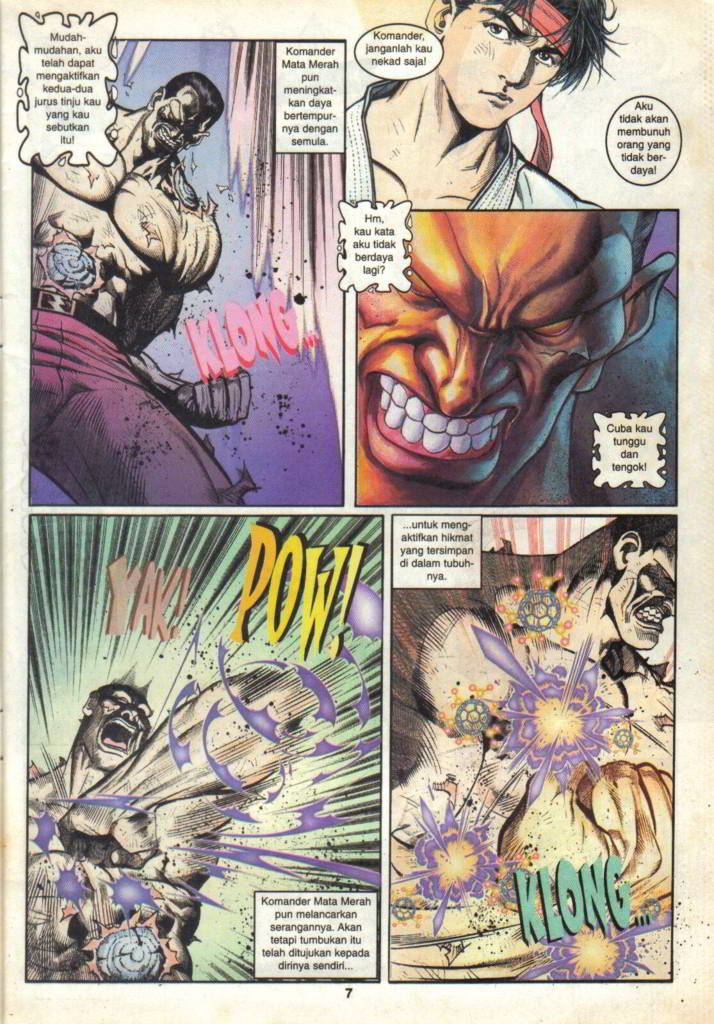 Mudah-
mudahan, aku
telah dapat
mengaktifkan
kedua-dua
jurus tinju kau
yang kau
sebutkan
itu!
Komander
Mata Merah
pun
meningkat-
kan daya
bertempur-
nya dengan
semula.
KLONG...
Komander,
janganlah kau
nekad saja!
Aku
tidak akan
membunuh
orang yang
tidak ber-
daya!
Hm,
kau kata
aku tidak
berdaya
lagi?
Cuba kau
tunggu
dan
tengok!
YAK!
POW!
Komander Mata Merah
pun melancarkan
serangannya. Akan
tetapi tumbukan itu
telah ditujukan kepada
dirinya sendiri...
...untuk meng-
aktifkan hikmat
yang tersimpan
di dalam tubuh-
nya.
KLONG...
7